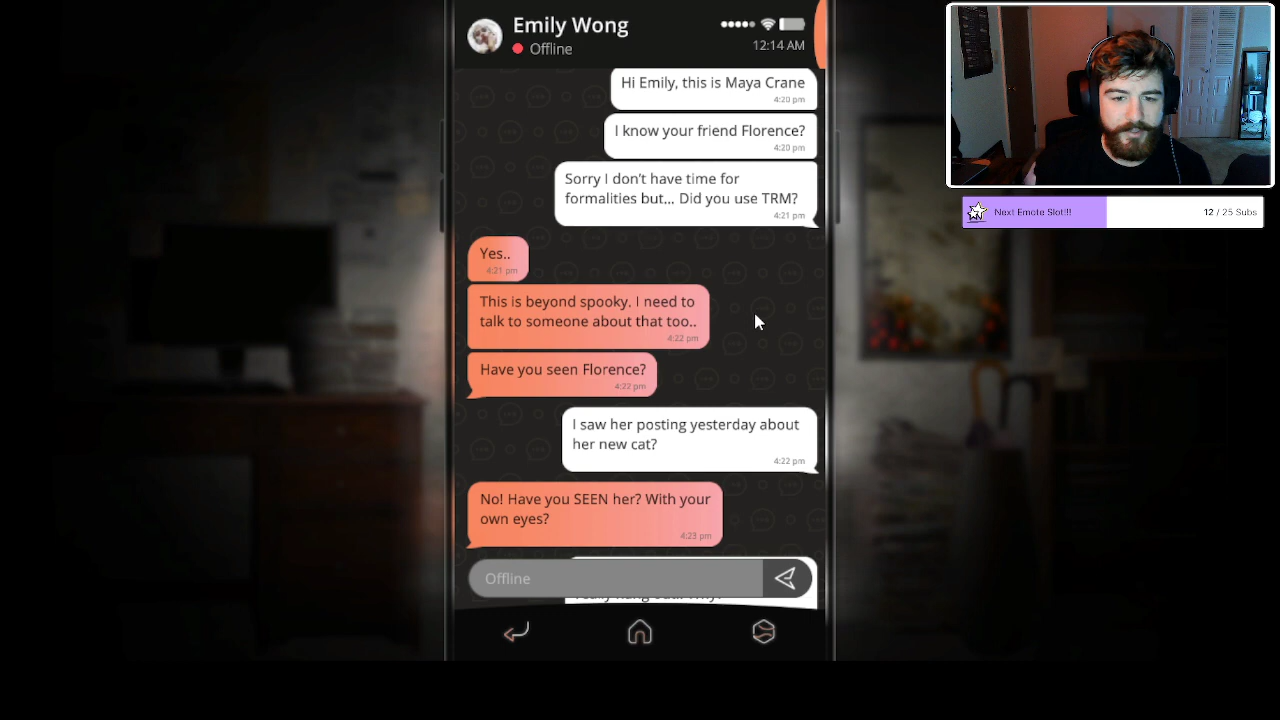 Emily Wong
Offline
12:14 AM
Hi Emily, this is Maya Crane
4:20 pm
I know your friend Florence?
4:20 pm
Sorry I don't have time for
formalities but... Did you use TRM?
4:21 pm
Yes..
4:21 pm
This is beyond spooky. I need to
talk to someone about that too..
4:22 pm
Have you seen Florence?
4:22 pm
I saw her posting yesterday about
her new cat?
4:22 pm
No! Have you SEEN her? With your
own eyes?
4:23 pm
Offline
Next Emote Slot!!!
12 / 25 Subs